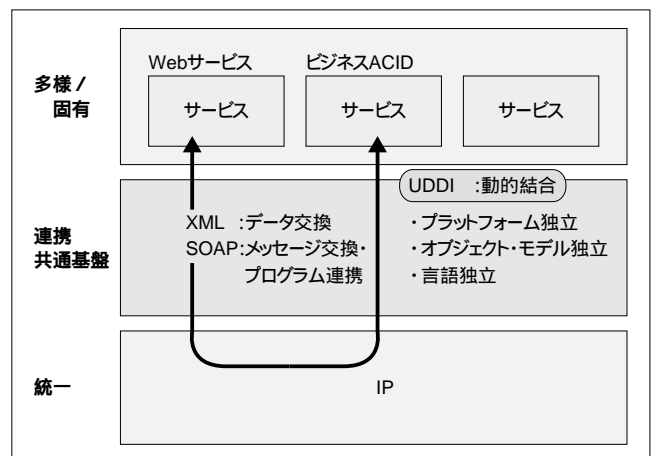 多様/
固有
Webサービス
ビジネスACID
サービス
サービス
サービス
連携
共通基盤
XML :データ交換
SOAP:メッセージ交換・
プログラム連携
UDDI :動的結合
・プラットフォーム独立
・オブジェクト・モデル独立
・言語独立
統一
IP